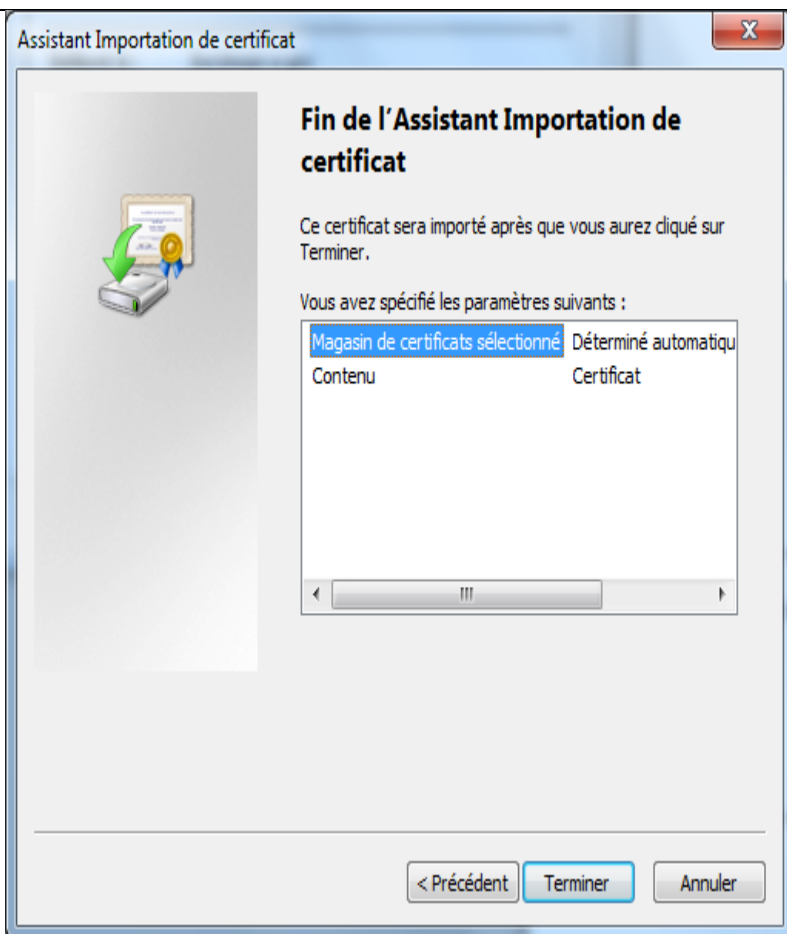 Assistant Importation de certificat
Fin de l'Assistant Importation de
certificat
Ce certificat sera importé après que vous aurez cliqué sur
Terminer.
Vous avez spécifié les paramètres suivants :
Magasin de certificats sélectionné Déterminé automatiqu
Contenu Certificat
< Précédent Terminer Annuler